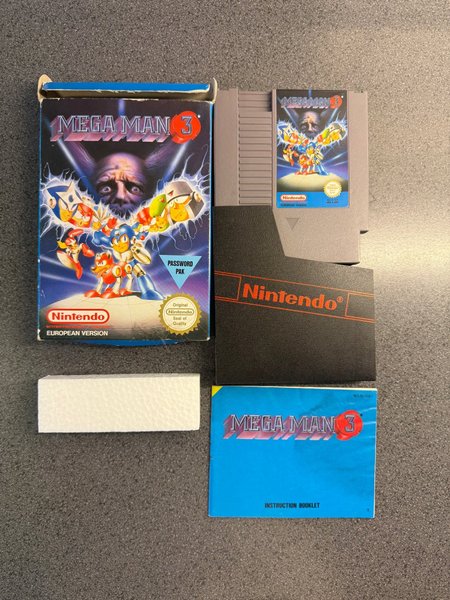 MEGA MAN 3
PASSWORD
PAK
Original
Nintendo
Seal of
Quality
Nintendo®
EUROPEAN VERSION
MEGA MAN 3
Nintendo
Nintendo®
MEGA MAN 3
INSTRUCTION BOOKLET